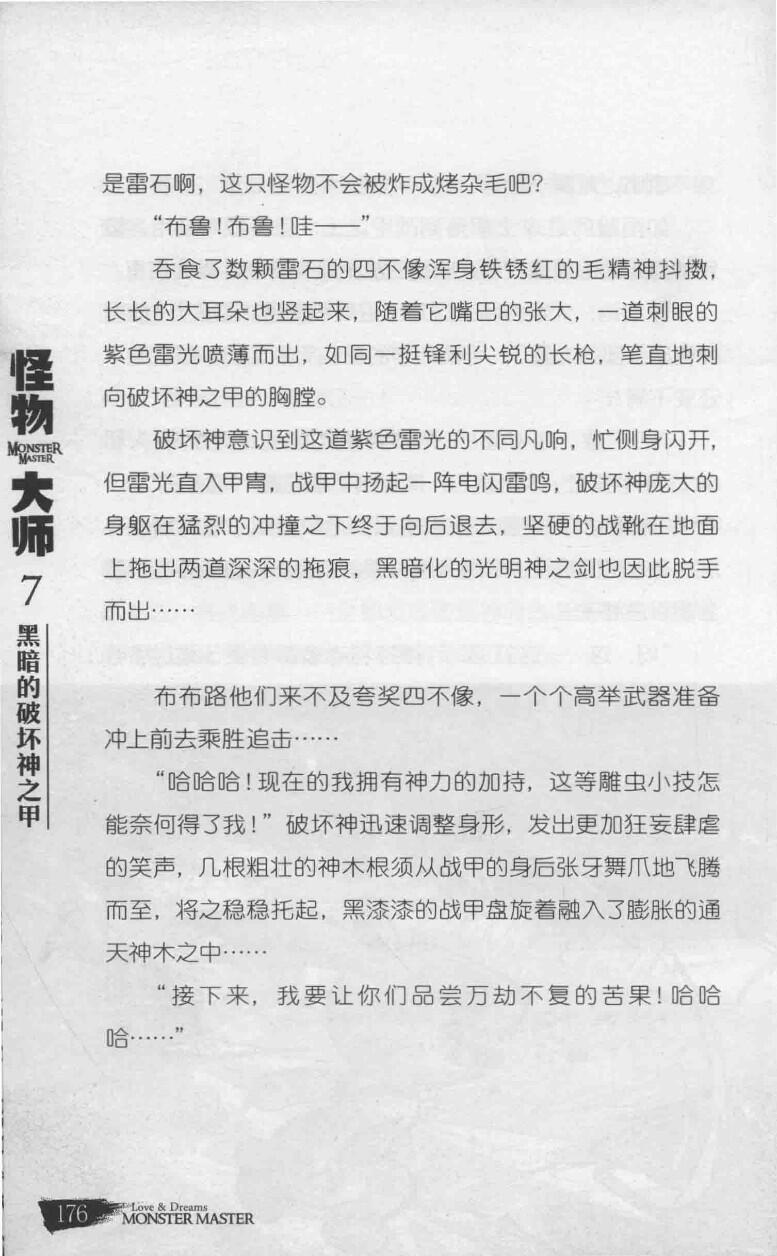 是雷石啊，这只怪物不会被炸成烤杂毛吧？
“布鲁！布鲁！哇——”
吞食了数颗雷石的四不像浑身铁锈红的毛精神抖擞，
长长的大耳朵也竖起来，随着它嘴巴的张大，一道刺眼的
紫色雷光喷薄而出，如同一挺锋利尖锐的长枪，笔直地刺
向破坏神之甲的胸膛。
破坏神意识到这道紫色雷光的不同凡响，忙侧身闪开，
但雷光直入甲胄，战甲中扬起一阵电闪雷鸣，破坏神庞大的
身躯在猛烈的冲撞之下终于向后退去，坚硬的战靴在地面
上拖出两道深深的拖痕，黑暗化的光明神之剑也因此脱手
而出……
布布路他们来不及夸奖四不像，一个个高举武器准备
冲上前去乘胜追击……
“哈哈哈！现在的我拥有神力的加持，这等雕虫小技怎
能奈何得了我！”破坏神迅速调整身形，发出更加狂妄肆虐
的笑声，几根粗壮的神木根须从战甲的身后张牙舞爪地飞腾
而至，将之稳稳托起，黑漆漆的战甲盘旋着融入了膨胀的通
天神木之中……
“接下来，我要让你们品尝万劫不复的苦果！哈哈
哈……”
怪物
MONSTER
MASTER
大师
7
黑暗的破坏神之甲
176
Love & Dreams
MONSTER MASTER